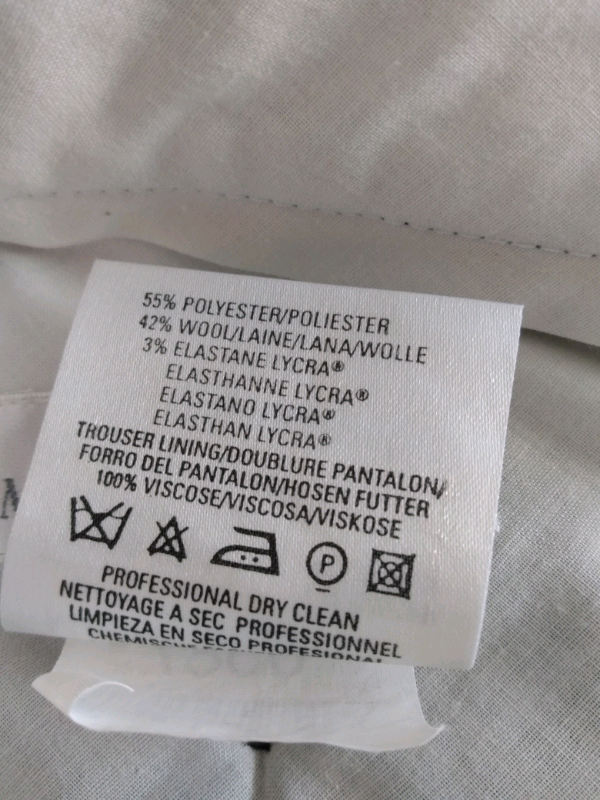 55% POLYESTER/POLIESTER
42% WOOL/LAINE/LANA/WOLLE
3% ELASTANE LYCRA®
ELASTHANNE LYCRA®
ELASTANO LYCRA®
ELASTHAN LYCRA®
TROUSER LINING/DOUBLURE PANTALON/
FORRO DEL PANTALON/HOSEN FUTTER
100% VISCOSE/VISCOSA/VISKOSE
P
PROFESSIONAL DRY CLEAN
NETTOYAGE A SEC PROFESSIONNEL
LIMPIEZA EN SECO PROFESIONAL
CHEMISCHE
M